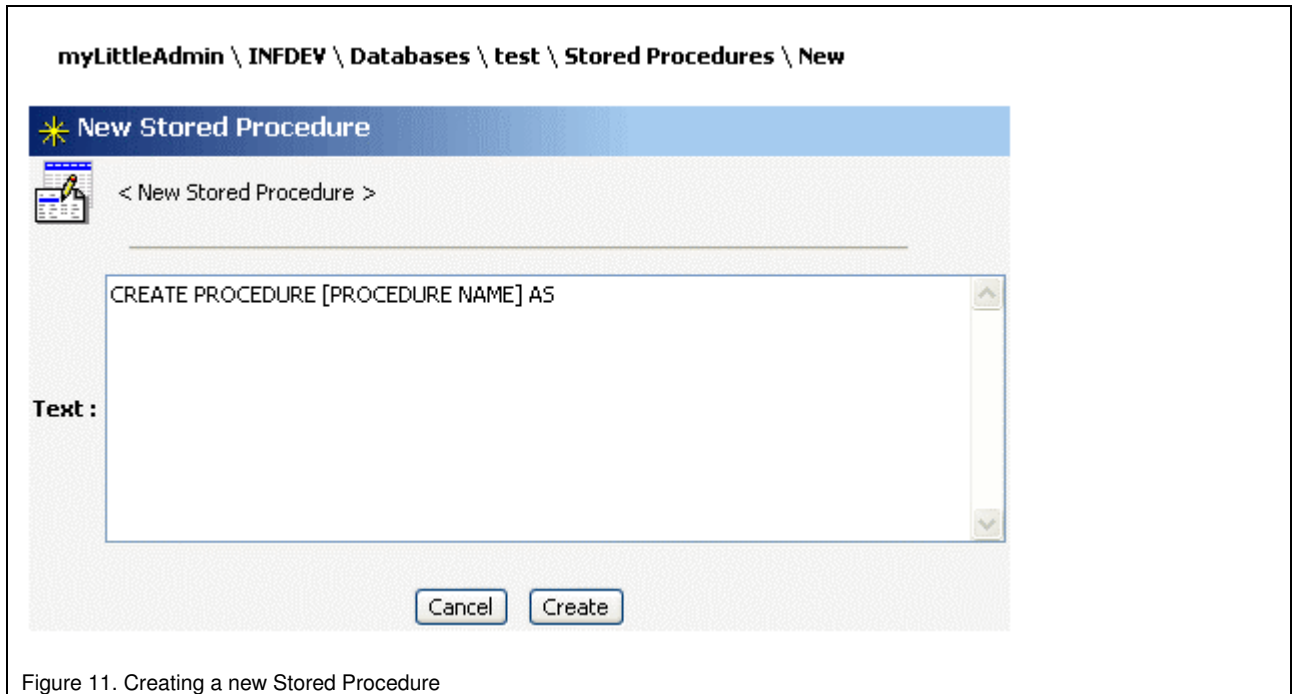 myLittleAdmin \ INFDEV \ Databases \ test \ Stored Procedures \ New
New Stored Procedure
< New Stored Procedure >
CREATE PROCEDURE [PROCEDURE NAME] AS
Text :
Cancel Create
Figure 11. Creating a new Stored Procedure